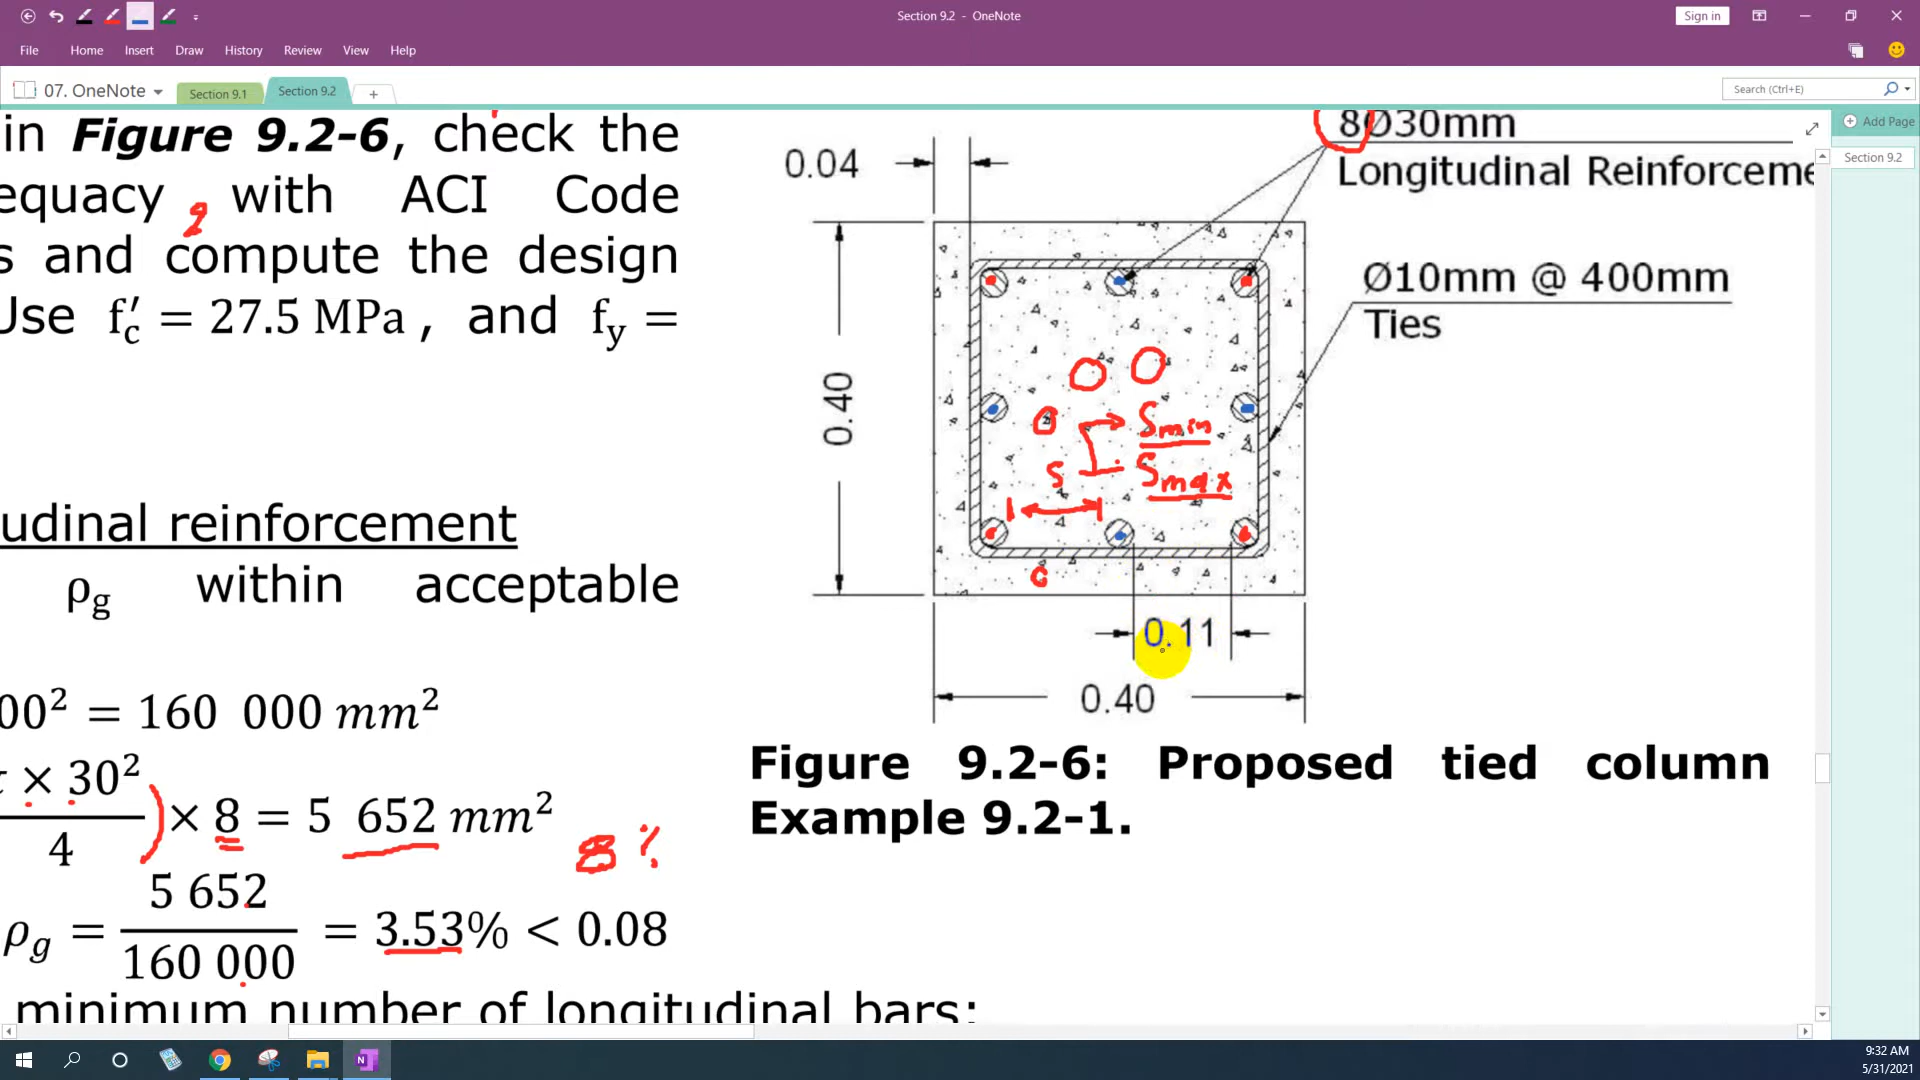 Section 9.2 - OneNote
Sign in
File Home Insert Draw History Review View Help
07. OneNote
Section 9.1
Section 9.2
+
Search (Ctrl+E)
Add Page
Section 9.2
in Figure 9.2-6, check the
equacy with ACI Code
s and compute the design
Use f′c = 27.5 MPa, and fy =
udinal reinforcement
ρg within acceptable
00² = 160 000 mm²
× 30²
4
) × 8 = 5 652 mm²
8 %
ρg = 5 652 / 160 000 = 3.53% < 0.08
minimum number of longitudinal bars:
8Ø30mm
Longitudinal Reinforceme
0.04
Ø10mm @ 400mm
Ties
0.40
Smin
S
Smax
0.11
0.40
Figure 9.2-6: Proposed tied column
Example 9.2-1.
9:32 AM
5/31/2021